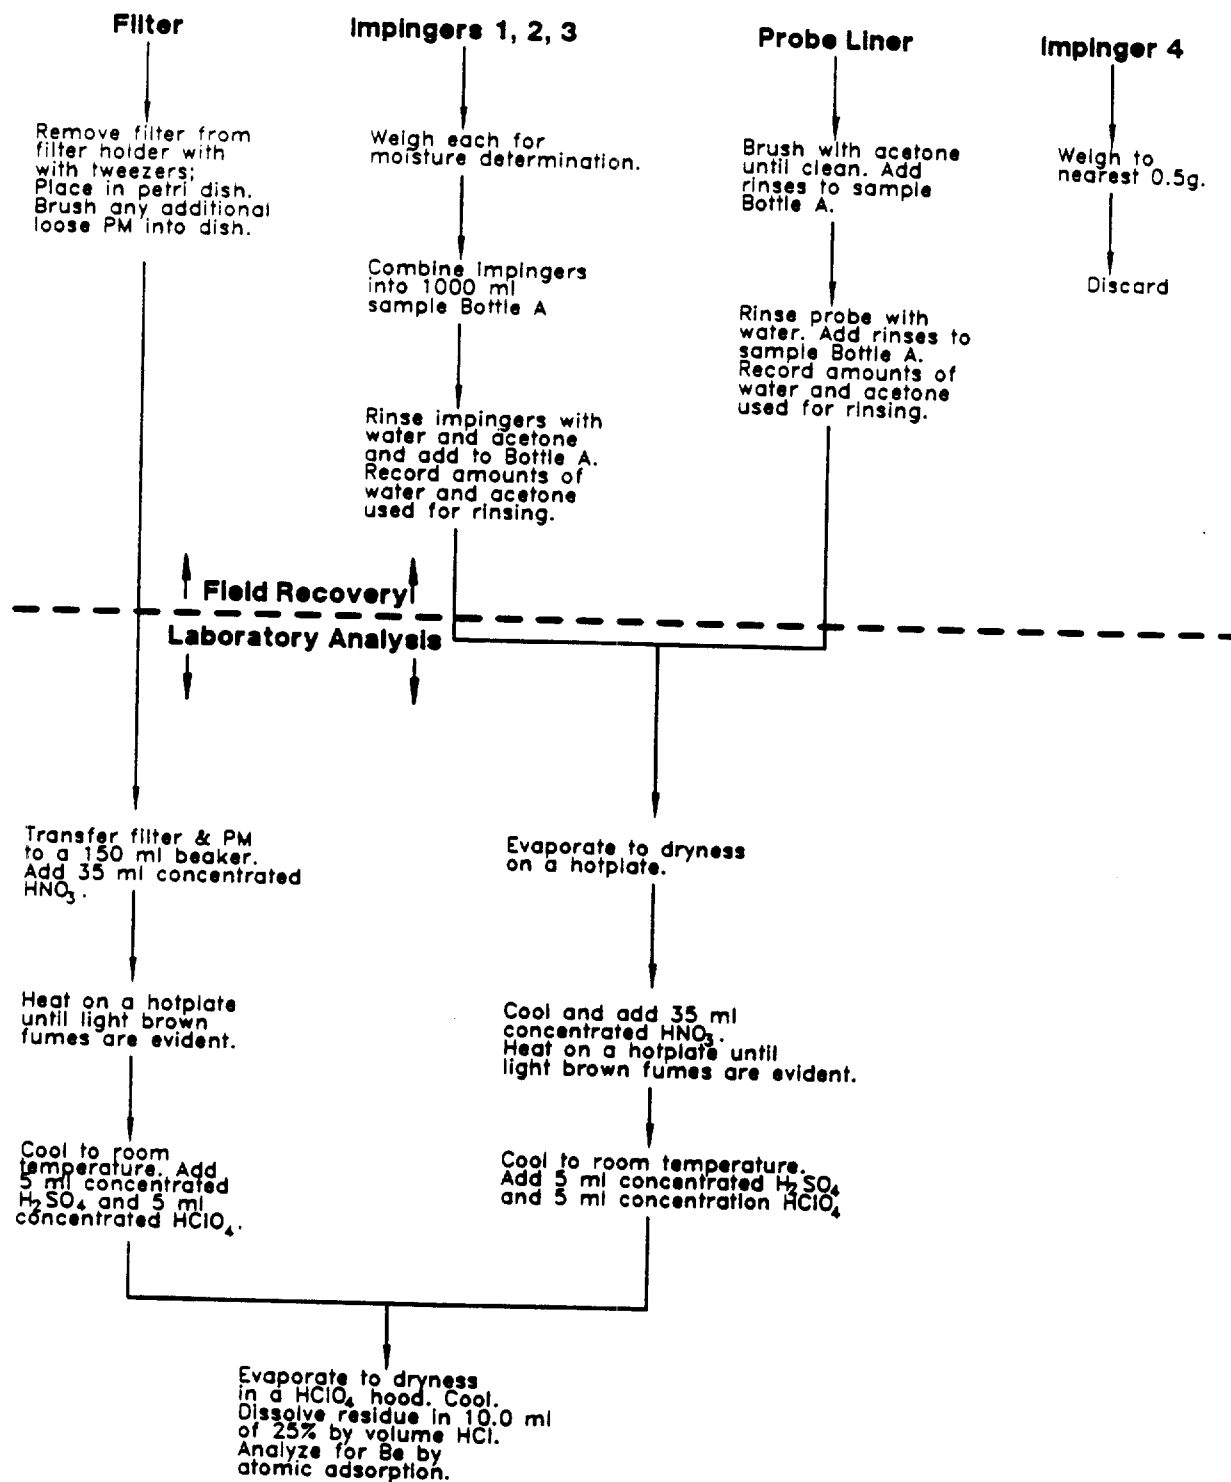 Filter
Remove filter from
filter holder with
with tweezers;
Place in petri dish.
Brush any additional
loose PM into dish.
Impingers 1, 2, 3
Weigh each for
moisture determination.
Combine impingers
into 1000 ml
sample Bottle A
Rinse impingers with
water and acetone
and add to Bottle A.
Record amounts of
water and acetone
used for rinsing.
Probe Liner
Brush with acetone
until clean. Add
rinses to sample
Bottle A.
Rinse probe with
water. Add rinses to
sample Bottle A.
Record amounts of
water and acetone
used for rinsing.
Impinger 4
Weigh to
nearest 0.5g.
Discard
Field Recovery
Laboratory Analysis
Transfer filter & PM
to a 150 ml beaker.
Add 35 ml concentrated
HNO₃.
Heat on a hotplate
until light brown
fumes are evident.
Cool to room
temperature. Add
5 ml concentrated
H₂SO₄ and 5 ml
concentrated HClO₄.
Evaporate to dryness
on a hotplate.
Cool and add 35 ml
concentrated HNO₃.
Heat on a hotplate until
light brown fumes are evident.
Cool to room temperature.
Add 5 ml concentrated H₂SO₄
and 5 ml concentration HClO₄
Evaporate to dryness
in a HClO₄ hood. Cool.
Dissolve residue in 10.0 ml
of 25% by volume HCl.
Analyze for Be by
atomic adsorption.